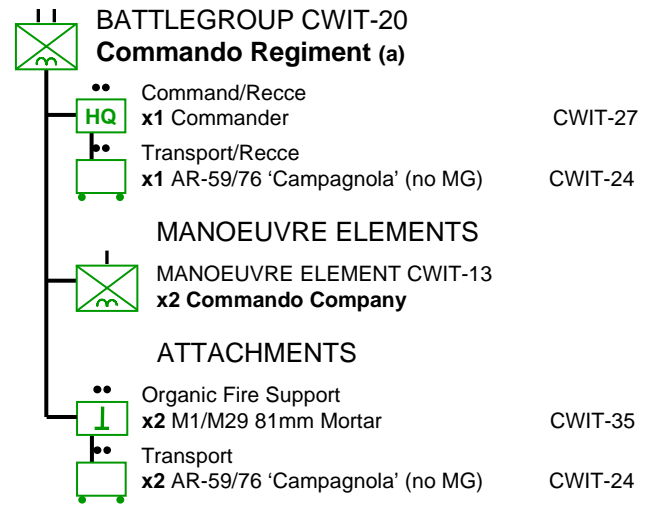 BATTLEGROUP CWIT-20
Commando Regiment (a)
Command/Recce
HQ x1 Commander CWIT-27
Transport/Recce
x1 AR-59/76 ‘Campagnola’ (no MG) CWIT-24
MANOEUVRE ELEMENTS
MANOEUVRE ELEMENT CWIT-13
x2 Commando Company
ATTACHMENTS
Organic Fire Support
x2 M1/M29 81mm Mortar CWIT-35
Transport
x2 AR-59/76 ‘Campagnola’ (no MG) CWIT-24